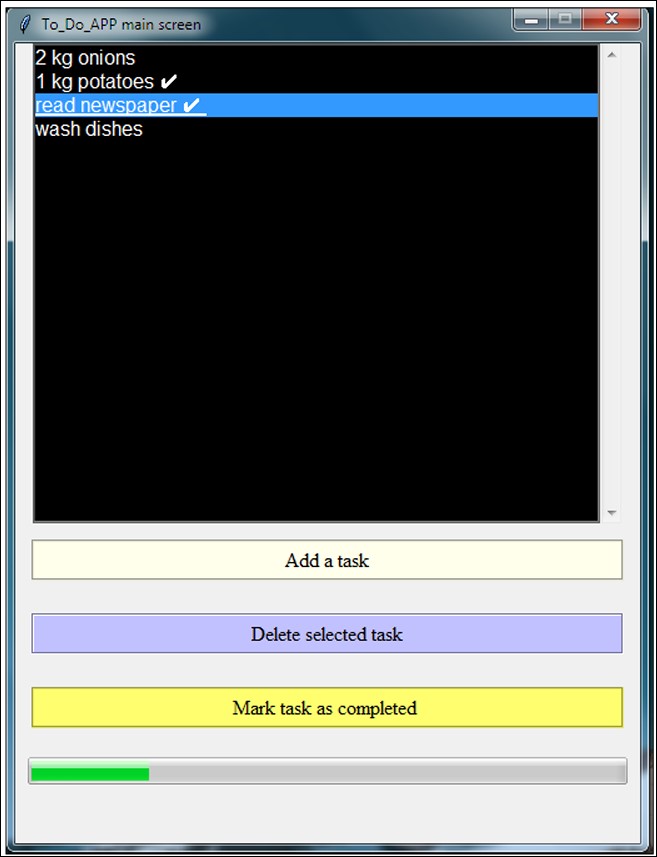 To_Do_APP main screen
2 kg onions
1 kg potatoes ✔
read newspaper ✔
wash dishes
Add a task
Delete selected task
Mark task as completed